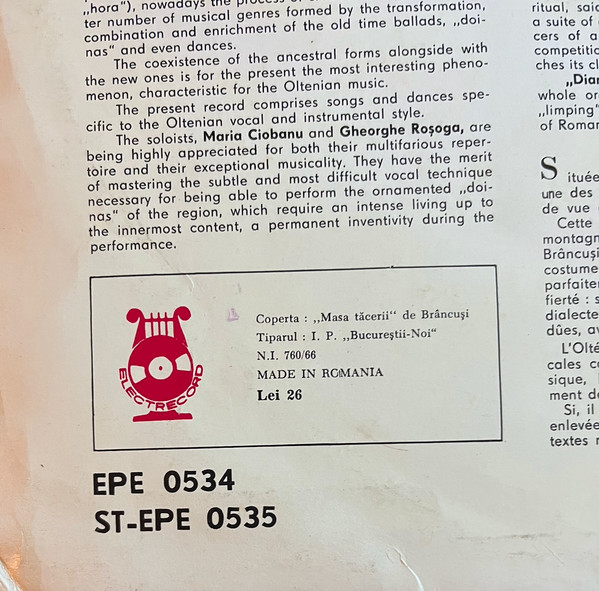 „hora"), nowadays the process of
ter number of musical genres formed by the transformation,
combination and enrichment of the old time ballads, „doi-
nas" and even dances.
The coexistence of the ancestral forms alongside with
the new ones is for the present the most interesting pheno-
menon, characteristic for the Oltenian music.
The present record comprises songs and dances spe-
cific to the Oltenian vocal and instrumental style.
The soloists, Maria Ciobanu and Gheorghe Roșoga, are
being highly appreciated for both their multifarious reper-
toire and their exceptional musicality. They have the merit
of mastering the subtle and most difficult vocal technique
necessary for being able to perform the ornamented „doi-
nas" of the region, which require an intense living up to
the innermost content, a permanent inventivity during the
performance.
ELECTRECORD
Coperta : „Masa tăcerii" de Brâncuși
Tiparul : I. P. „Bucureștii-Noi"
N.I. 760/66
MADE IN ROMANIA
Lei 26
EPE 0534
ST-EPE 0535
ritual, said
a suite of
cers of a
competitio
ches its cl
„Dian
whole or
„limping"
of Roman
Située
une des
de vue
Cette
montagn
Brâncuși
costume
parfaite
fierté : s
dialecte
dûes, av
L'Olté
cales co
sique,
ment de
Si, il
enlevée
textes